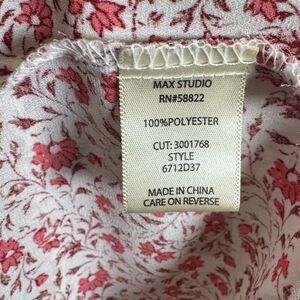 MAX STUDIO
RN#58822
100%POLYESTER
CUT: 3001768
STYLE
6712D37
MADE IN CHINA
CARE ON REVERSE